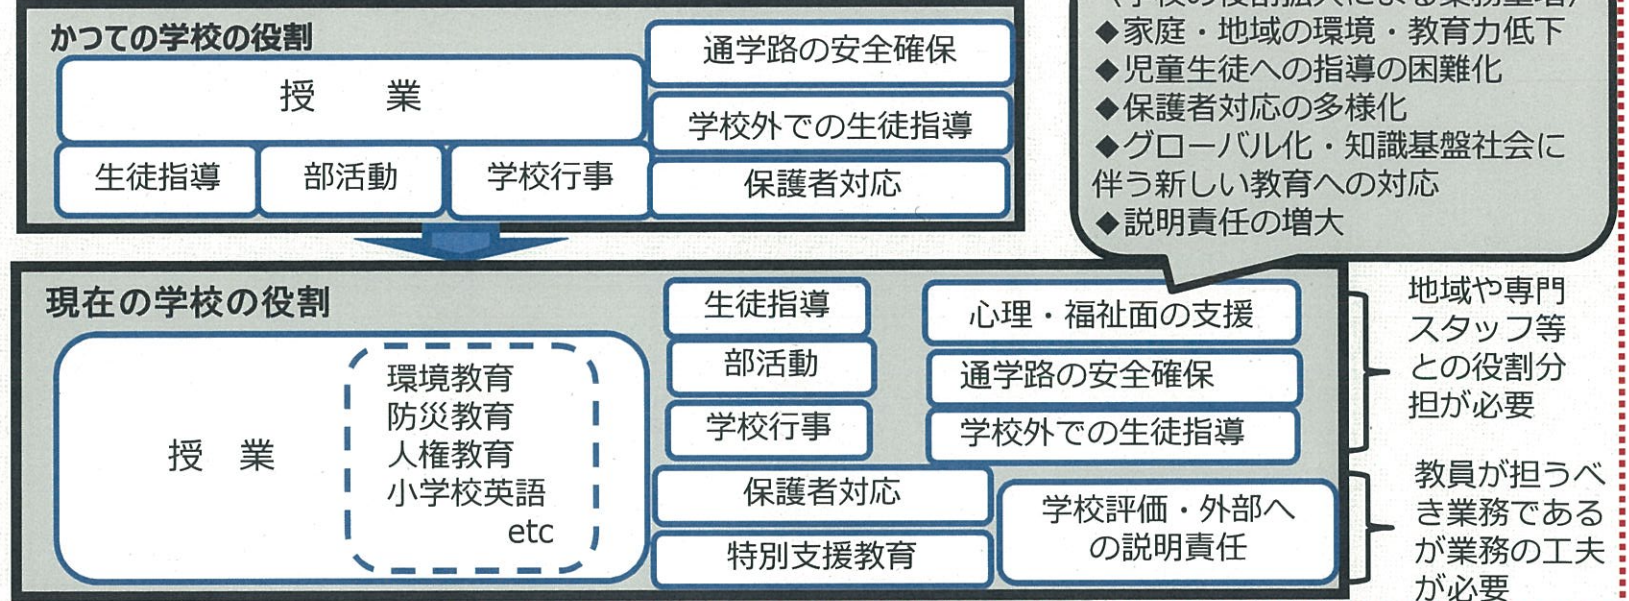 かつての学校の役割
授　業
生徒指導
部活動
学校行事
通学路の安全確保
学校外での生徒指導
保護者対応
◆家庭・地域の環境・教育力低下
◆児童生徒への指導の困難化
◆保護者対応の多様化
◆グローバル化・知識基盤社会に
伴う新しい教育への対応
◆説明責任の増大
現在の学校の役割
授　業
環境教育
防災教育
人権教育
小学校英語
etc
生徒指導
部活動
学校行事
保護者対応
特別支援教育
心理・福祉面の支援
通学路の安全確保
学校外での生徒指導
学校評価・外部へ
の説明責任
地域や専門
スタッフ等
との役割分
担が必要
教員が担うべ
き業務である
が業務の工夫
が必要